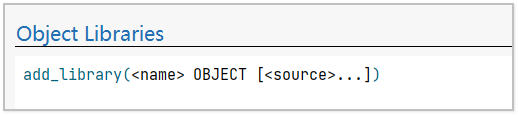 Object Libraries
add_library(<name> OBJECT [<source>...])